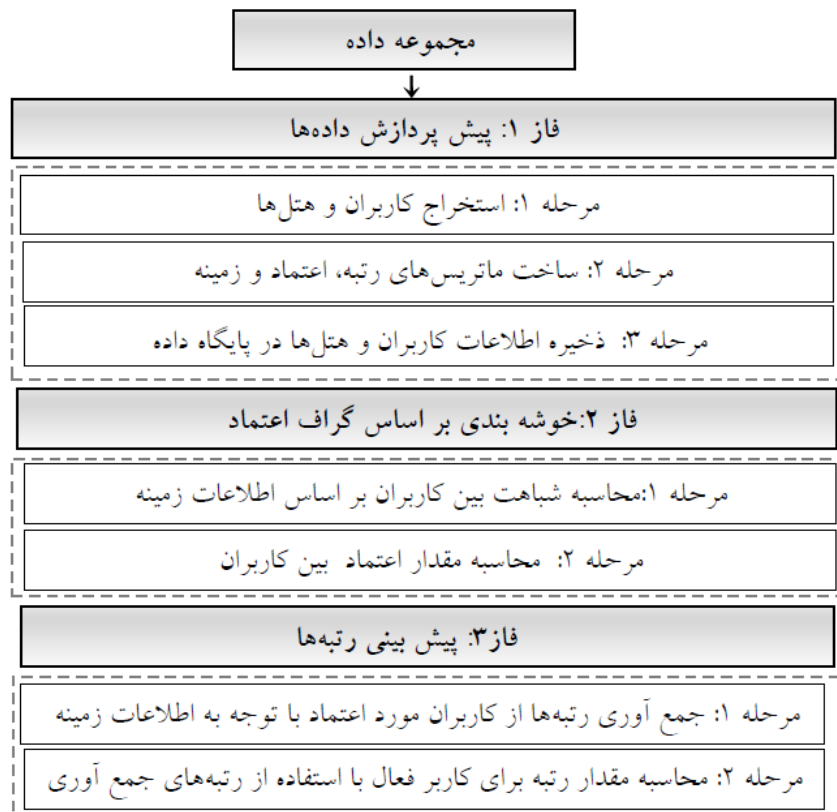 مجموعه داده
فاز ۱: پیش پردازش داده‌ها
مرحله ۱: استخراج کاربران و هتل‌ها
مرحله ۲: ساخت ماتریس‌های رتبه، اعتماد و زمینه
مرحله ۳: ذخیره اطلاعات کاربران و هتل‌ها در پایگاه داده
فاز ۲:خوشه بندی بر اساس گراف اعتماد
مرحله ۱:محاسبه شباهت بین کاربران بر اساس اطلاعات زمینه
مرحله ۲: محاسبه مقدار اعتماد بین کاربران
فاز۳: پیش بینی رتبه‌ها
مرحله ۱: جمع آوری رتبه‌ها از کاربران مورد اعتماد با توجه به اطلاعات زمینه
مرحله ۲: محاسبه مقدار رتبه برای کاربر فعال با استفاده از رتبه‌های جمع آوری